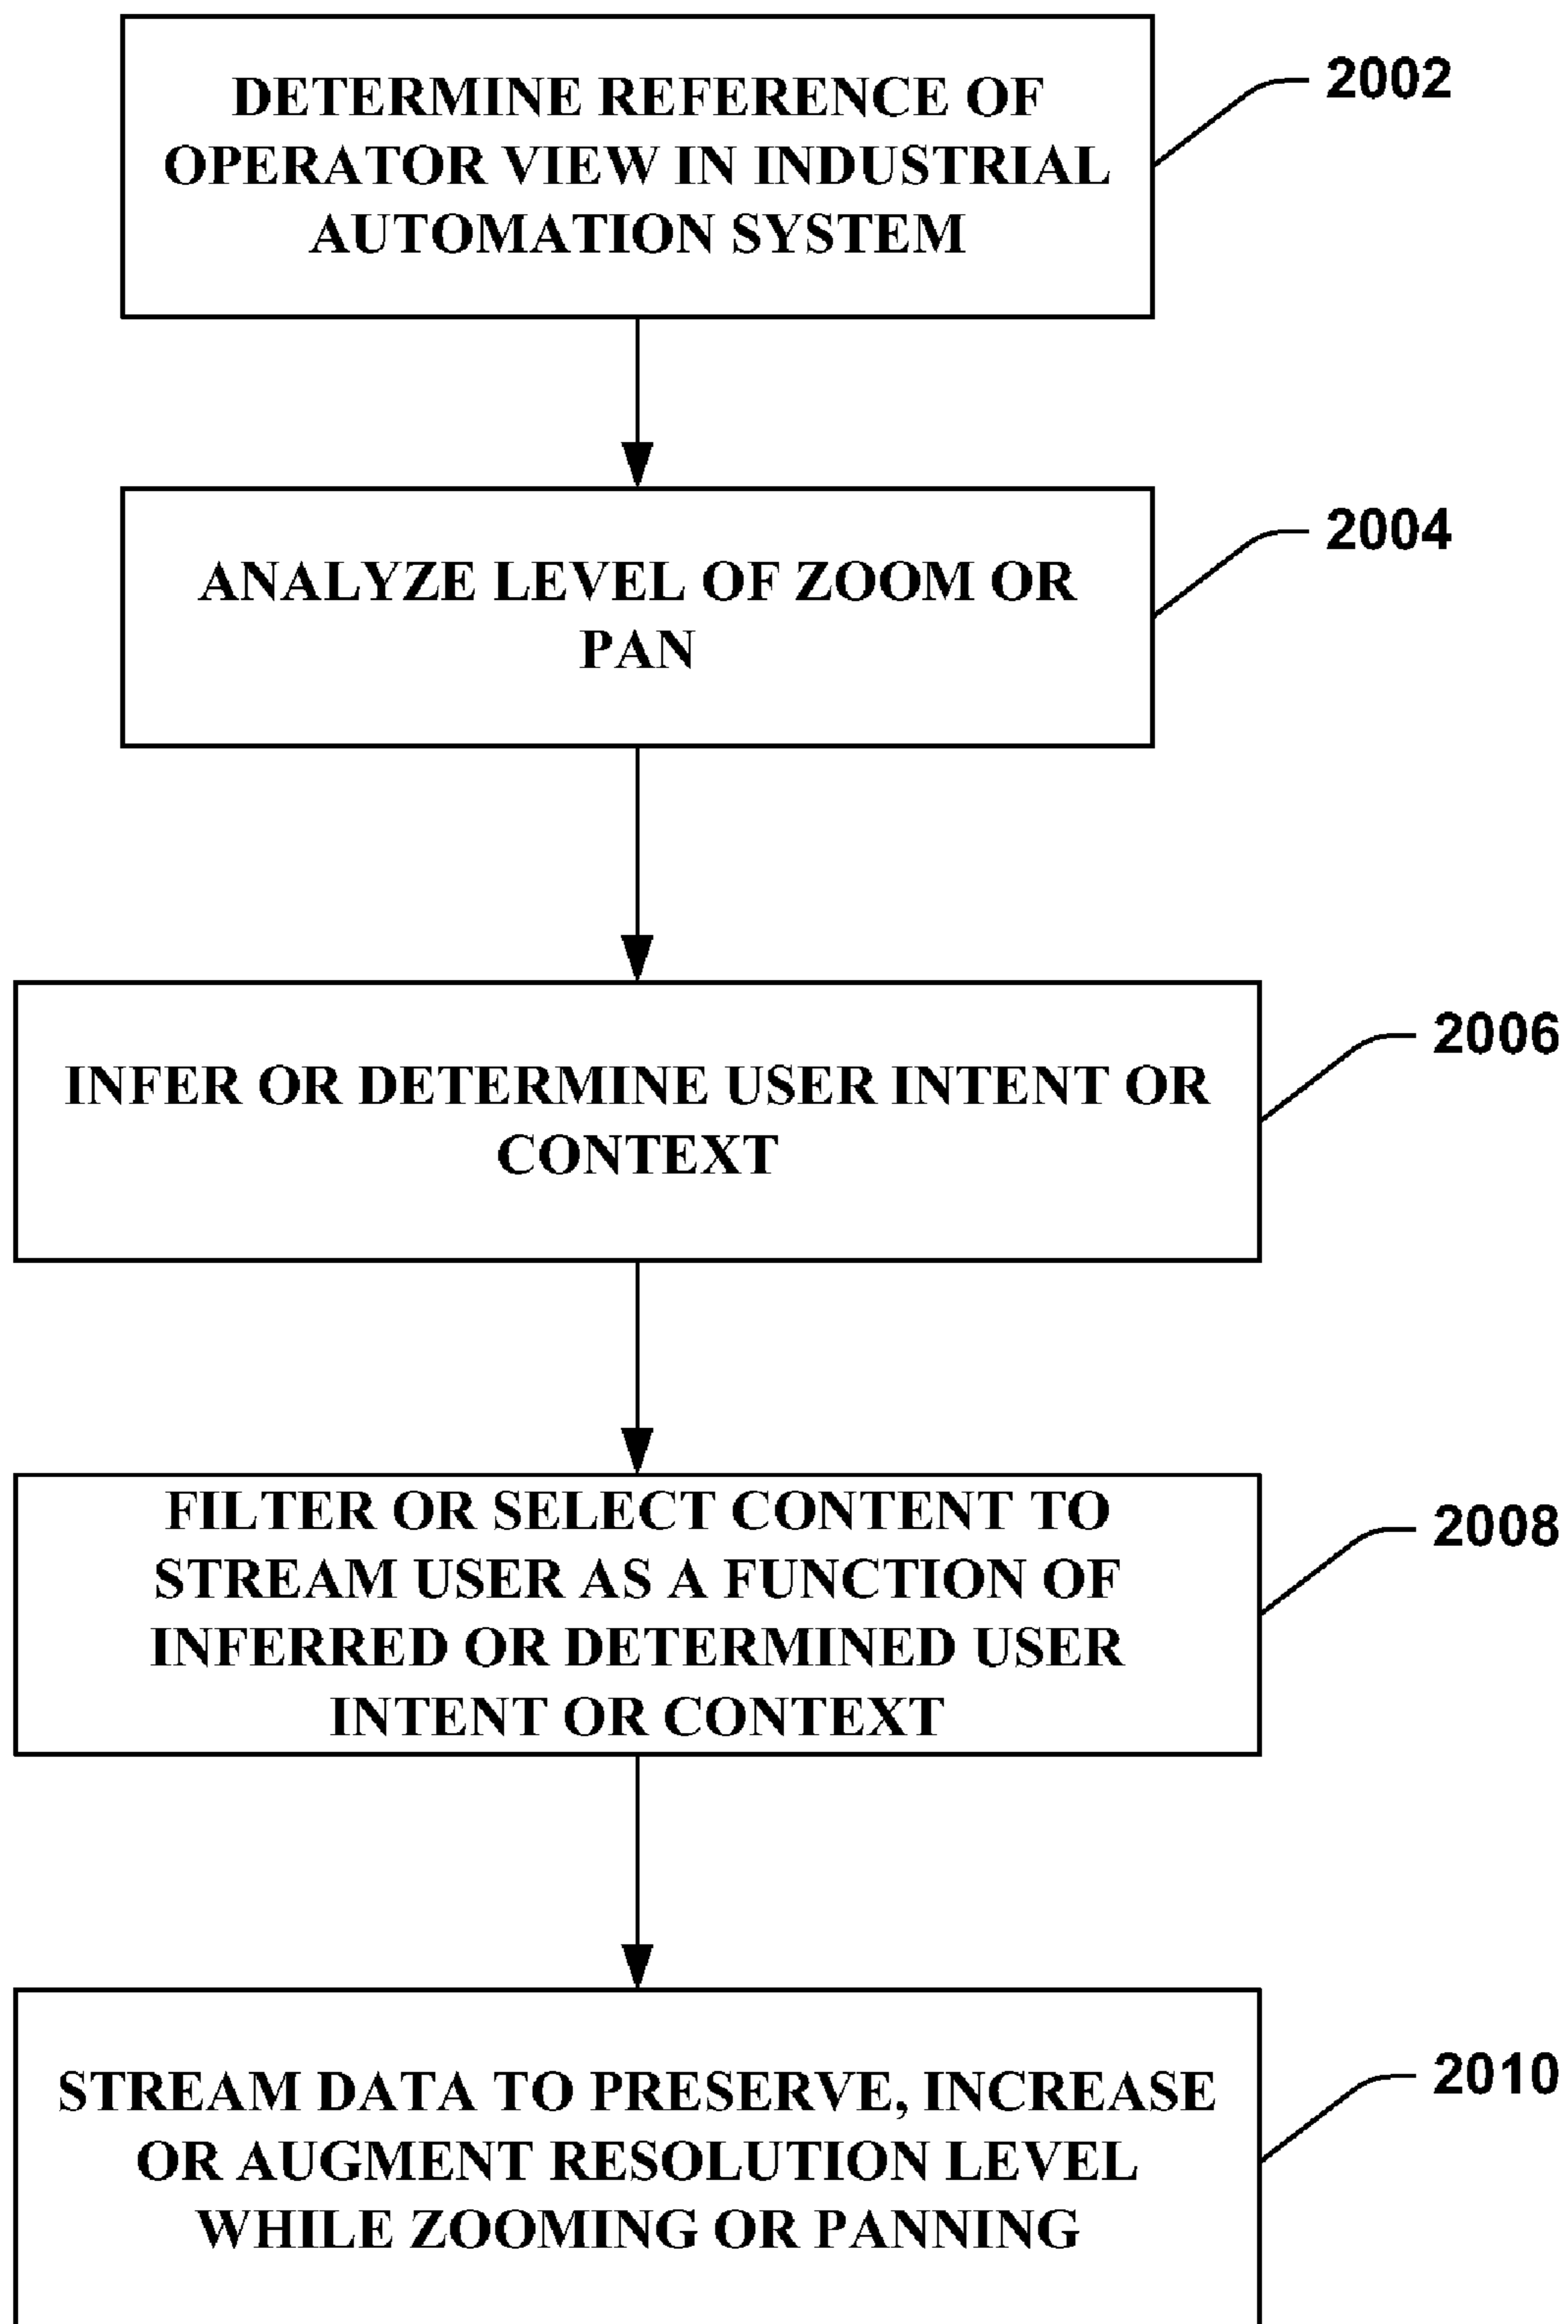 DETERMINE REFERENCE OF
OPERATOR VIEW IN INDUSTRIAL
AUTOMATION SYSTEM
2002
ANALYZE LEVEL OF ZOOM OR
PAN
2004
INFER OR DETERMINE USER INTENT OR
CONTEXT
2006
FILTER OR SELECT CONTENT TO
STREAM USER AS A FUNCTION OF
INFERRED OR DETERMINED USER
INTENT OR CONTEXT
2008
STREAM DATA TO PRESERVE, INCREASE
OR AUGMENT RESOLUTION LEVEL
WHILE ZOOMING OR PANNING
2010